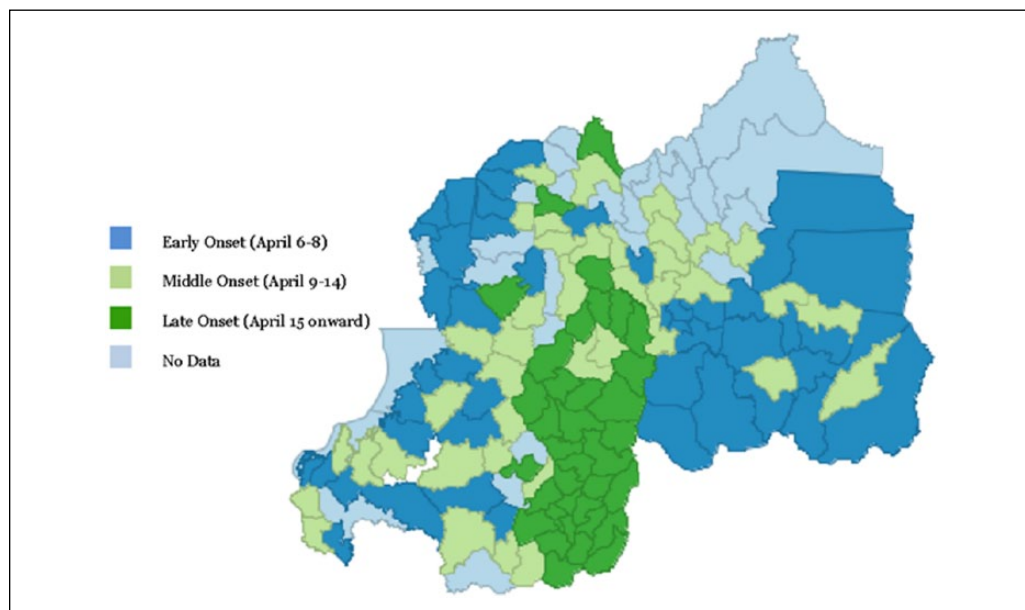 Early Onset (April 6-8)
Middle Onset (April 9-14)
Late Onset (April 15 onward)
No Data